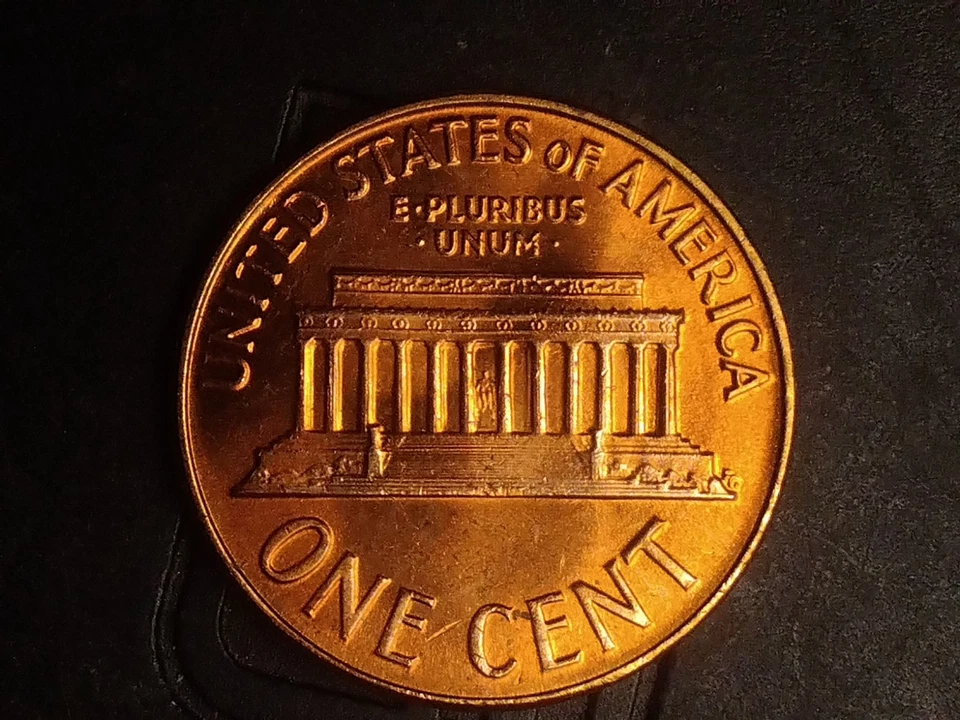 UNITED STATES OF AMERICA
E·PLURIBUS
·UNUM·
ONE CENT